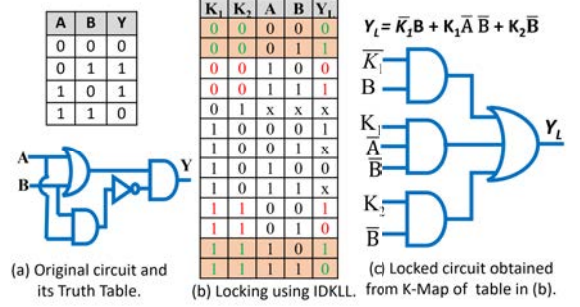 A B Y
0 0 0
0 1 1
1 0 1
1 1 0
A
B
Y
(a) Original circuit and
its Truth Table.
K₁ K₂ A B Y_L
0 0 0 0 0
0 0 0 1 1
0 0 1 0 0
0 0 1 1 1
0 1 x x x
1 0 0 0 1
1 0 0 1 x
1 0 1 0 0
1 0 1 1 x
1 1 0 0 1
1 1 0 1 0
1 1 1 0 1
1 1 1 1 0
(b) Locking using IDKLL.
Y_L= K̅₁B + K₁A̅ B̅ + K₂B̅
K̅₁
B
K₁
A̅
B̅
K₂
B̅
Y_L
(c) Locked circuit obtained
from K-Map of table in (b).